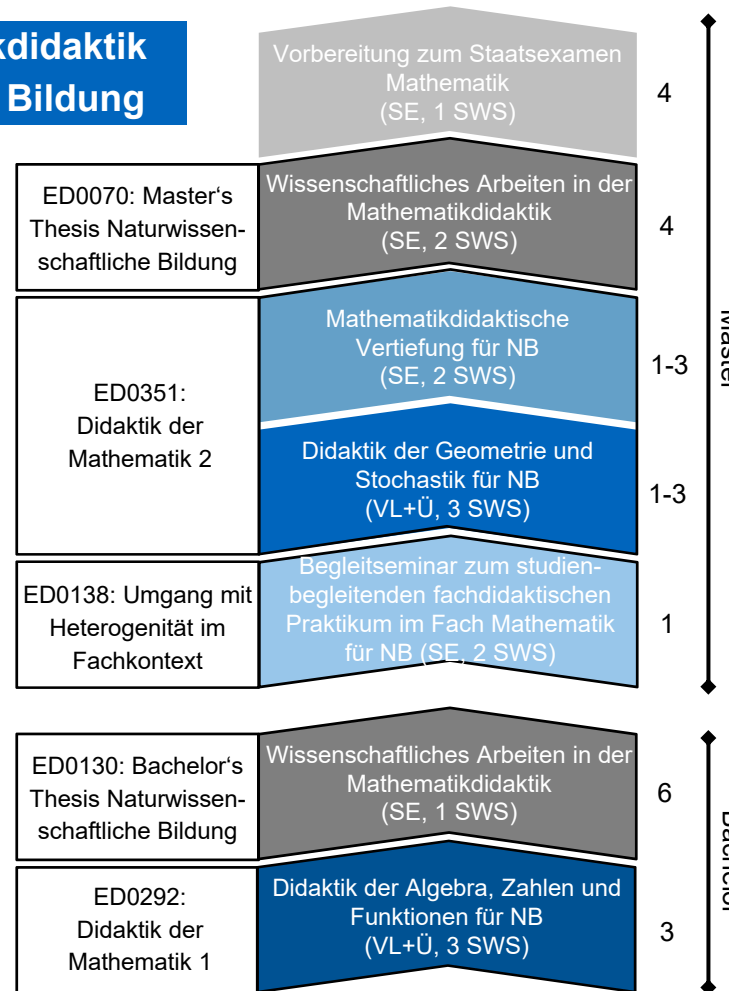 kdidaktik
Bildung
Vorbereitung zum Staatsexamen
Mathematik
(SE, 1 SWS)
4
ED0070: Master‘s
Thesis Naturwissen-
schaftliche Bildung
Wissenschaftliches Arbeiten in der
Mathematikdidaktik
(SE, 2 SWS)
4
ED0351:
Didaktik der
Mathematik 2
Mathematikdidaktische
Vertiefung für NB
(SE, 2 SWS)
1-3
Didaktik der Geometrie und
Stochastik für NB
(VL+Ü, 3 SWS)
1-3
ED0138: Umgang mit
Heterogenität im
Fachkontext
Begleitseminar zum studien-
begleitenden fachdidaktischen
Praktikum im Fach Mathematik
für NB (SE, 2 SWS)
1
Master
ED0130: Bachelor‘s
Thesis Naturwissen-
schaftliche Bildung
Wissenschaftliches Arbeiten in der
Mathematikdidaktik
(SE, 1 SWS)
6
ED0292:
Didaktik der
Mathematik 1
Didaktik der Algebra, Zahlen und
Funktionen für NB
(VL+Ü, 3 SWS)
3
Bachelor